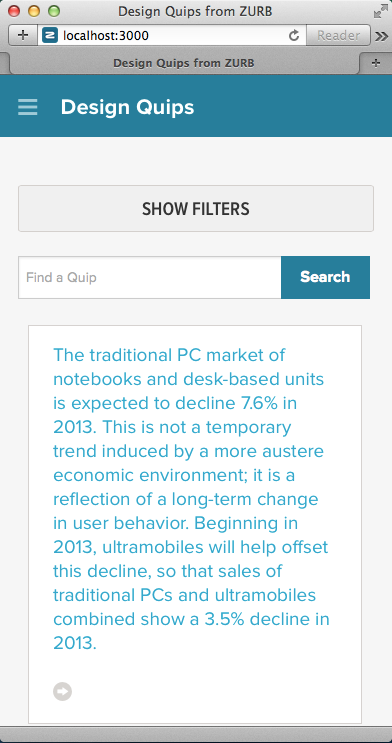 Design Quips from ZURB
localhost:3000
Reader
Design Quips from ZURB
Design Quips
SHOW FILTERS
Find a Quip
Search
The traditional PC market of
notebooks and desk-based units
is expected to decline 7.6% in
2013. This is not a temporary
trend induced by a more austere
economic environment; it is a
reflection of a long-term change
in user behavior. Beginning in
2013, ultramobiles will help offset
this decline, so that sales of
traditional PCs and ultramobiles
combined show a 3.5% decline in
2013.